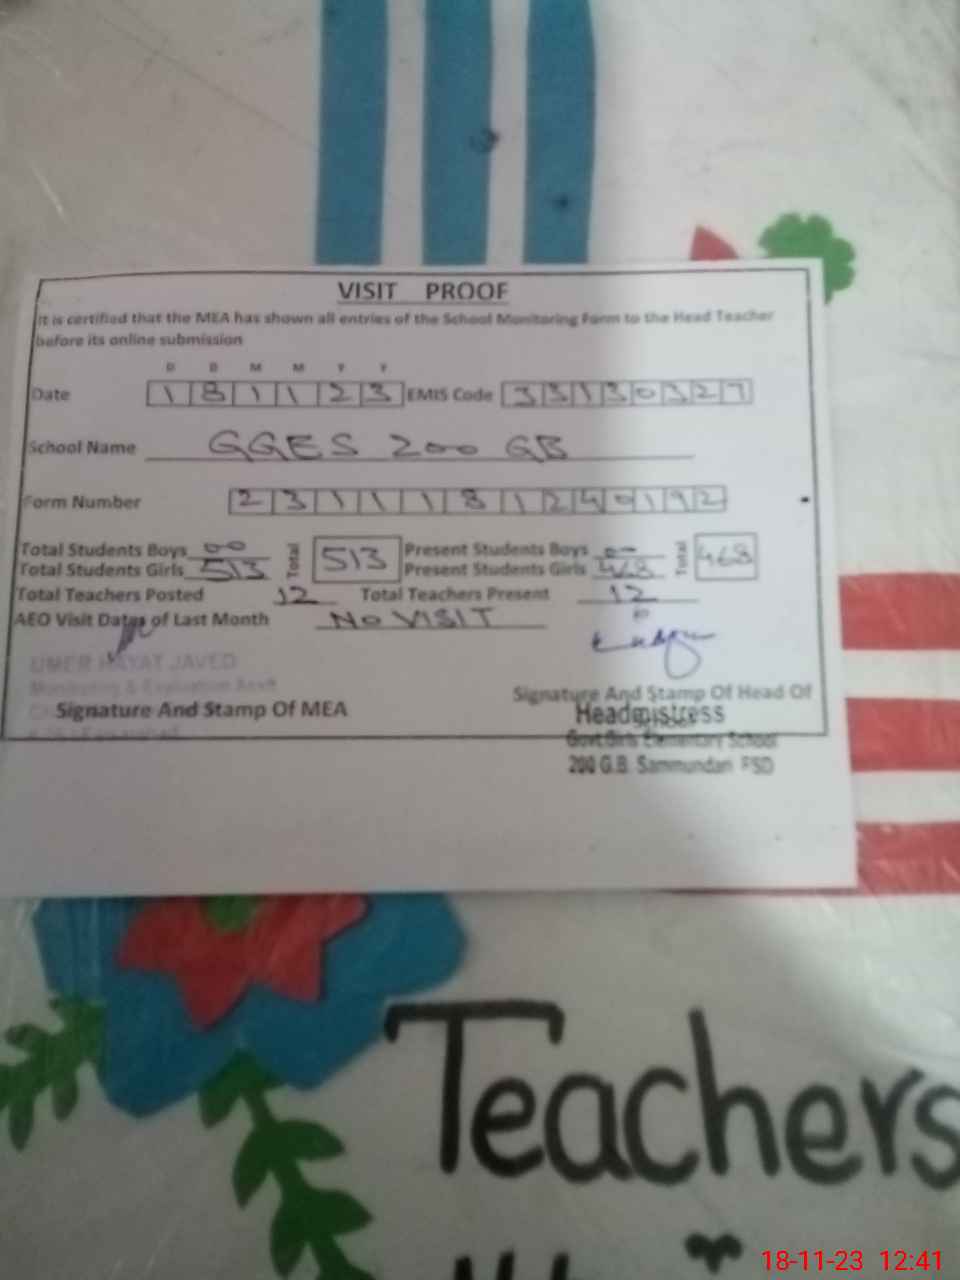 VISIT PROOF
It is certified that the MEA has shown all entries of the School Monitoring Form to the Head Teacher
before its online submission
D D M M Y Y
Date 1 8 1 1 2 3 EMIS Code 3 3 1 3 0 3 2 7
School Name GGES 200 GB
Form Number 2 3 1 1 1 8 1 2 4 0 1 9 2
Total Students Boys 00 Total 513 Present Students Boys 00 Total 468
Total Students Girls 513 Present Students Girls 468
Total Teachers Posted 12 Total Teachers Present 12
AEO Visit Dates of Last Month No VISIT
UMER HAYAT JAVED
Monitoring & Evaluation Asstt
Signature And Stamp Of MEA
Signature And Stamp Of Head Of
Headmistress
Govt. Girls Elementary School
200 G.B. Sammundari FSD
Teachers
18-11-23 12:41